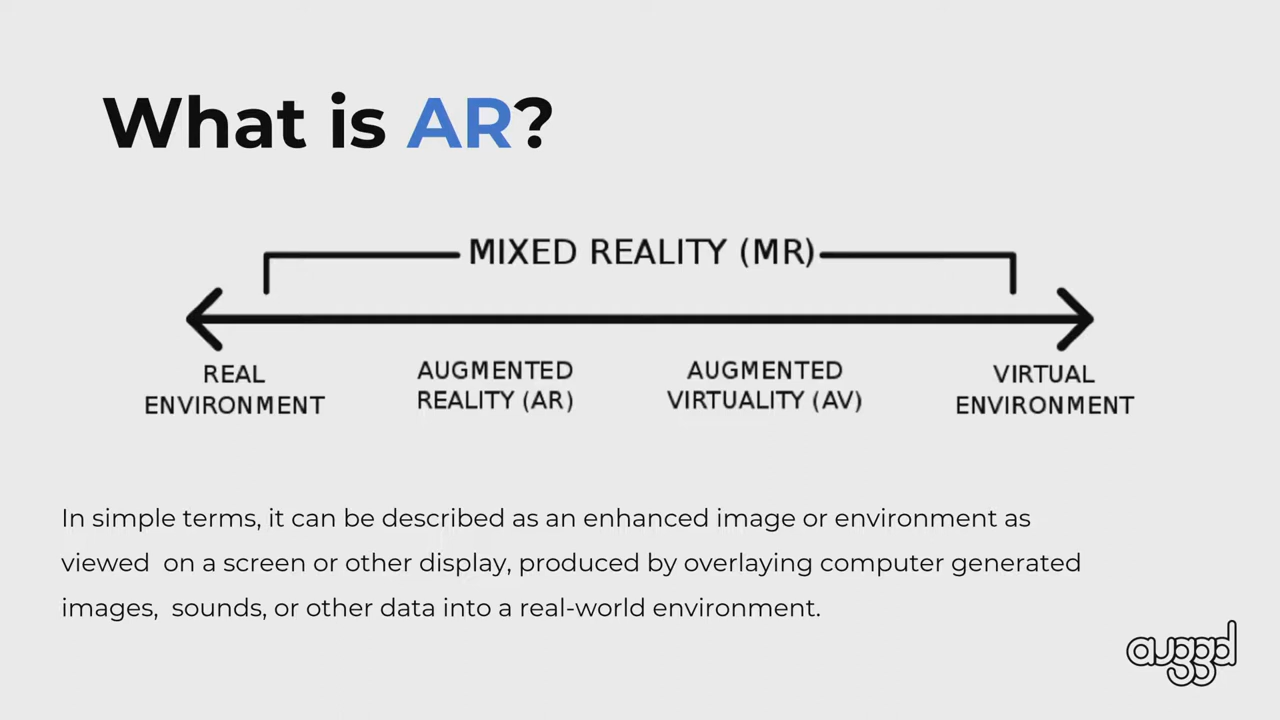 What is AR?
MIXED REALITY (MR)
REAL
ENVIRONMENT
AUGMENTED
REALITY (AR)
AUGMENTED
VIRTUALITY (AV)
VIRTUAL
ENVIRONMENT
In simple terms, it can be described as an enhanced image or environment as
viewed  on a screen or other display, produced by overlaying computer generated
images,  sounds, or other data into a real-world environment.
auggd